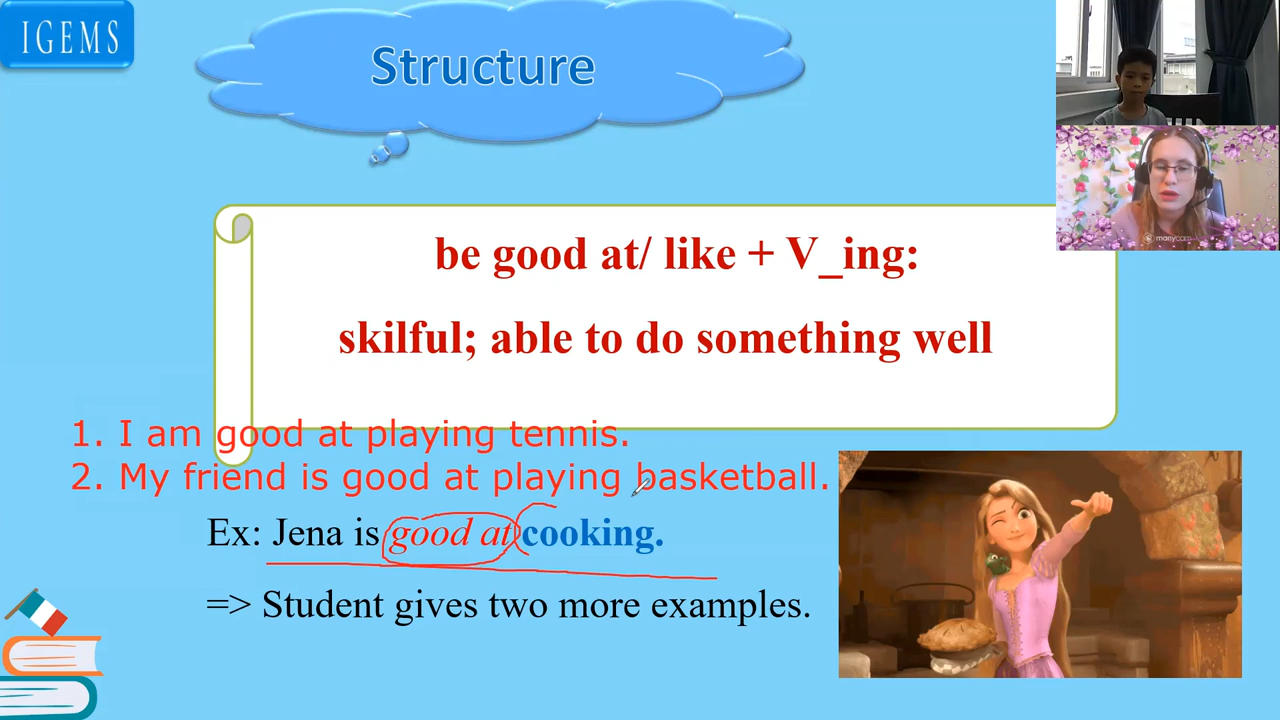 IGEMS
Structure
be good at/ like + V_ing:
skilful; able to do something well
1. I am good at playing tennis.
2. My friend is good at playing basketball.
Ex: Jena is good at cooking.
=> Student gives two more examples.
manycam